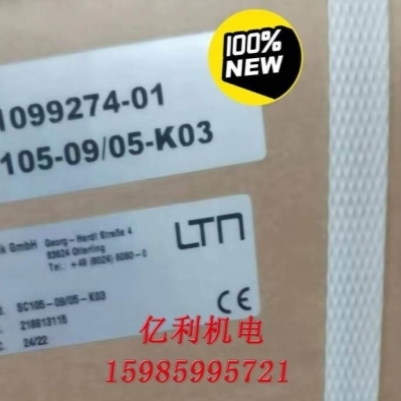 100%
NEW
1099274-01
105-09/05-K03
GmbH
Georg - Hardt Straße 4
83624 Otterfing
Tel.: +49 (8024) 6080-0
LTN
SC105-09/05-K03
218813115
24/22
CE
亿利机电
15985995721